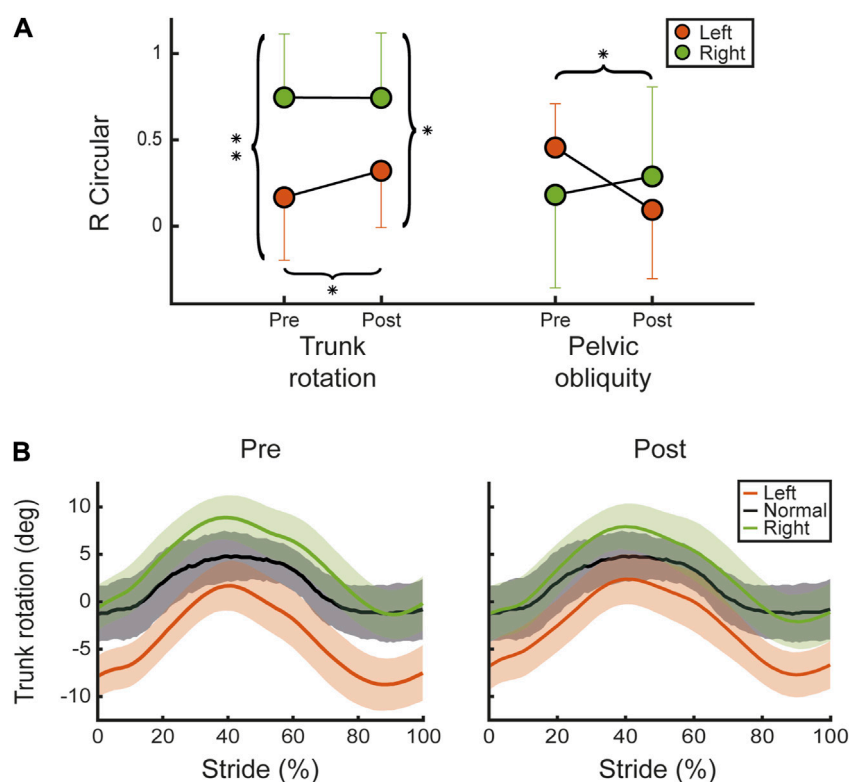 A
Left
Right
R Circular
1
0.5
0
*
*
*
*
*
Pre
Post
Pre
Post
Trunk
rotation
Pelvic
obliquity
B
Pre
Post
Trunk rotation (deg)
10
5
0
-5
-10
0
20
40
60
80
100
Stride (%)
0
20
40
60
80
100
Stride (%)
Left
Normal
Right